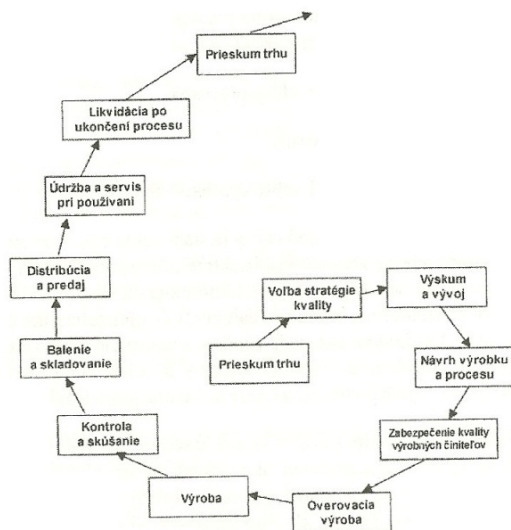 Prieskum trhu
Likvidácia po
ukončení procesu
Údržba a servis
pri používaní
Distribúcia
a predaj
Balenie
a skladovanie
Kontrola
a skúšanie
Výroba
Overovacia
výroba
Zabezpečenie kvality
výrobných činiteľov
Návrh výrobku
a procesu
Výskum
a vývoj
Voľba stratégie
kvality
Prieskum trhu